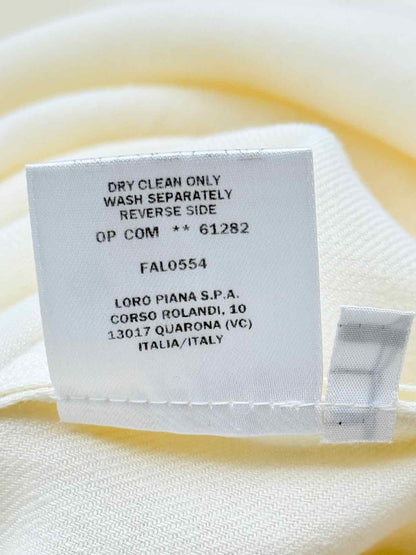 DRY CLEAN ONLY
WASH SEPARATELY
REVERSE SIDE
OP COM ** 61282
FAL0554
LORO PIANA S.P.A.
CORSO ROLANDI, 10
13017 QUARONA (VC)
ITALIA/ITALY